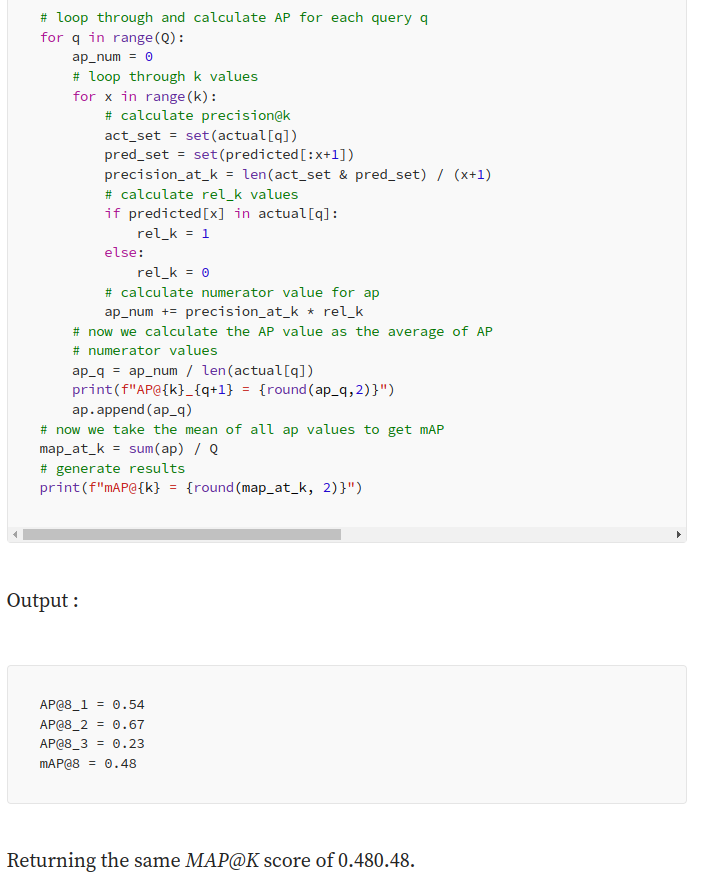 # loop through and calculate AP for each query q
for q in range(Q):
    ap_num = 0
    # loop through k values
    for x in range(k):
        # calculate precision@k
        act_set = set(actual[q])
        pred_set = set(predicted[:x+1])
        precision_at_k = len(act_set & pred_set) / (x+1)
        # calculate rel_k values
        if predicted[x] in actual[q]:
            rel_k = 1
        else:
            rel_k = 0
        # calculate numerator value for ap
        ap_num += precision_at_k * rel_k
    # now we calculate the AP value as the average of AP
    # numerator values
    ap_q = ap_num / len(actual[q])
    print(f"AP@{k}_{q+1} = {round(ap_q,2)}")
    ap.append(ap_q)
# now we take the mean of all ap values to get mAP
map_at_k = sum(ap) / Q
# generate results
print(f"mAP@{k} = {round(map_at_k, 2)}")
Output :
AP@8_1 = 0.54
AP@8_2 = 0.67
AP@8_3 = 0.23
mAP@8 = 0.48
Returning the same MAP@K score of 0.480.48.